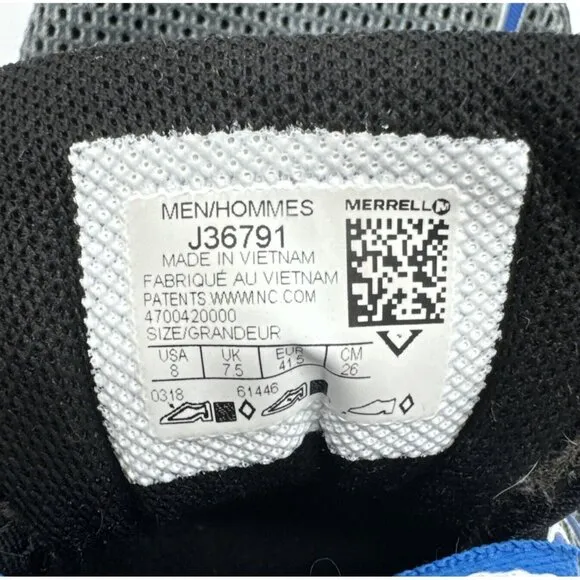 MEN/HOMMES
MERRELL
J36791
MADE IN VIETNAM
FABRIQUÉ AU VIETNAM
PATENTS WWW.NC.COM
4700420000
SIZE/GRANDEUR
USA UK EUR CM
8 7.5 41.5 26
0318 61446